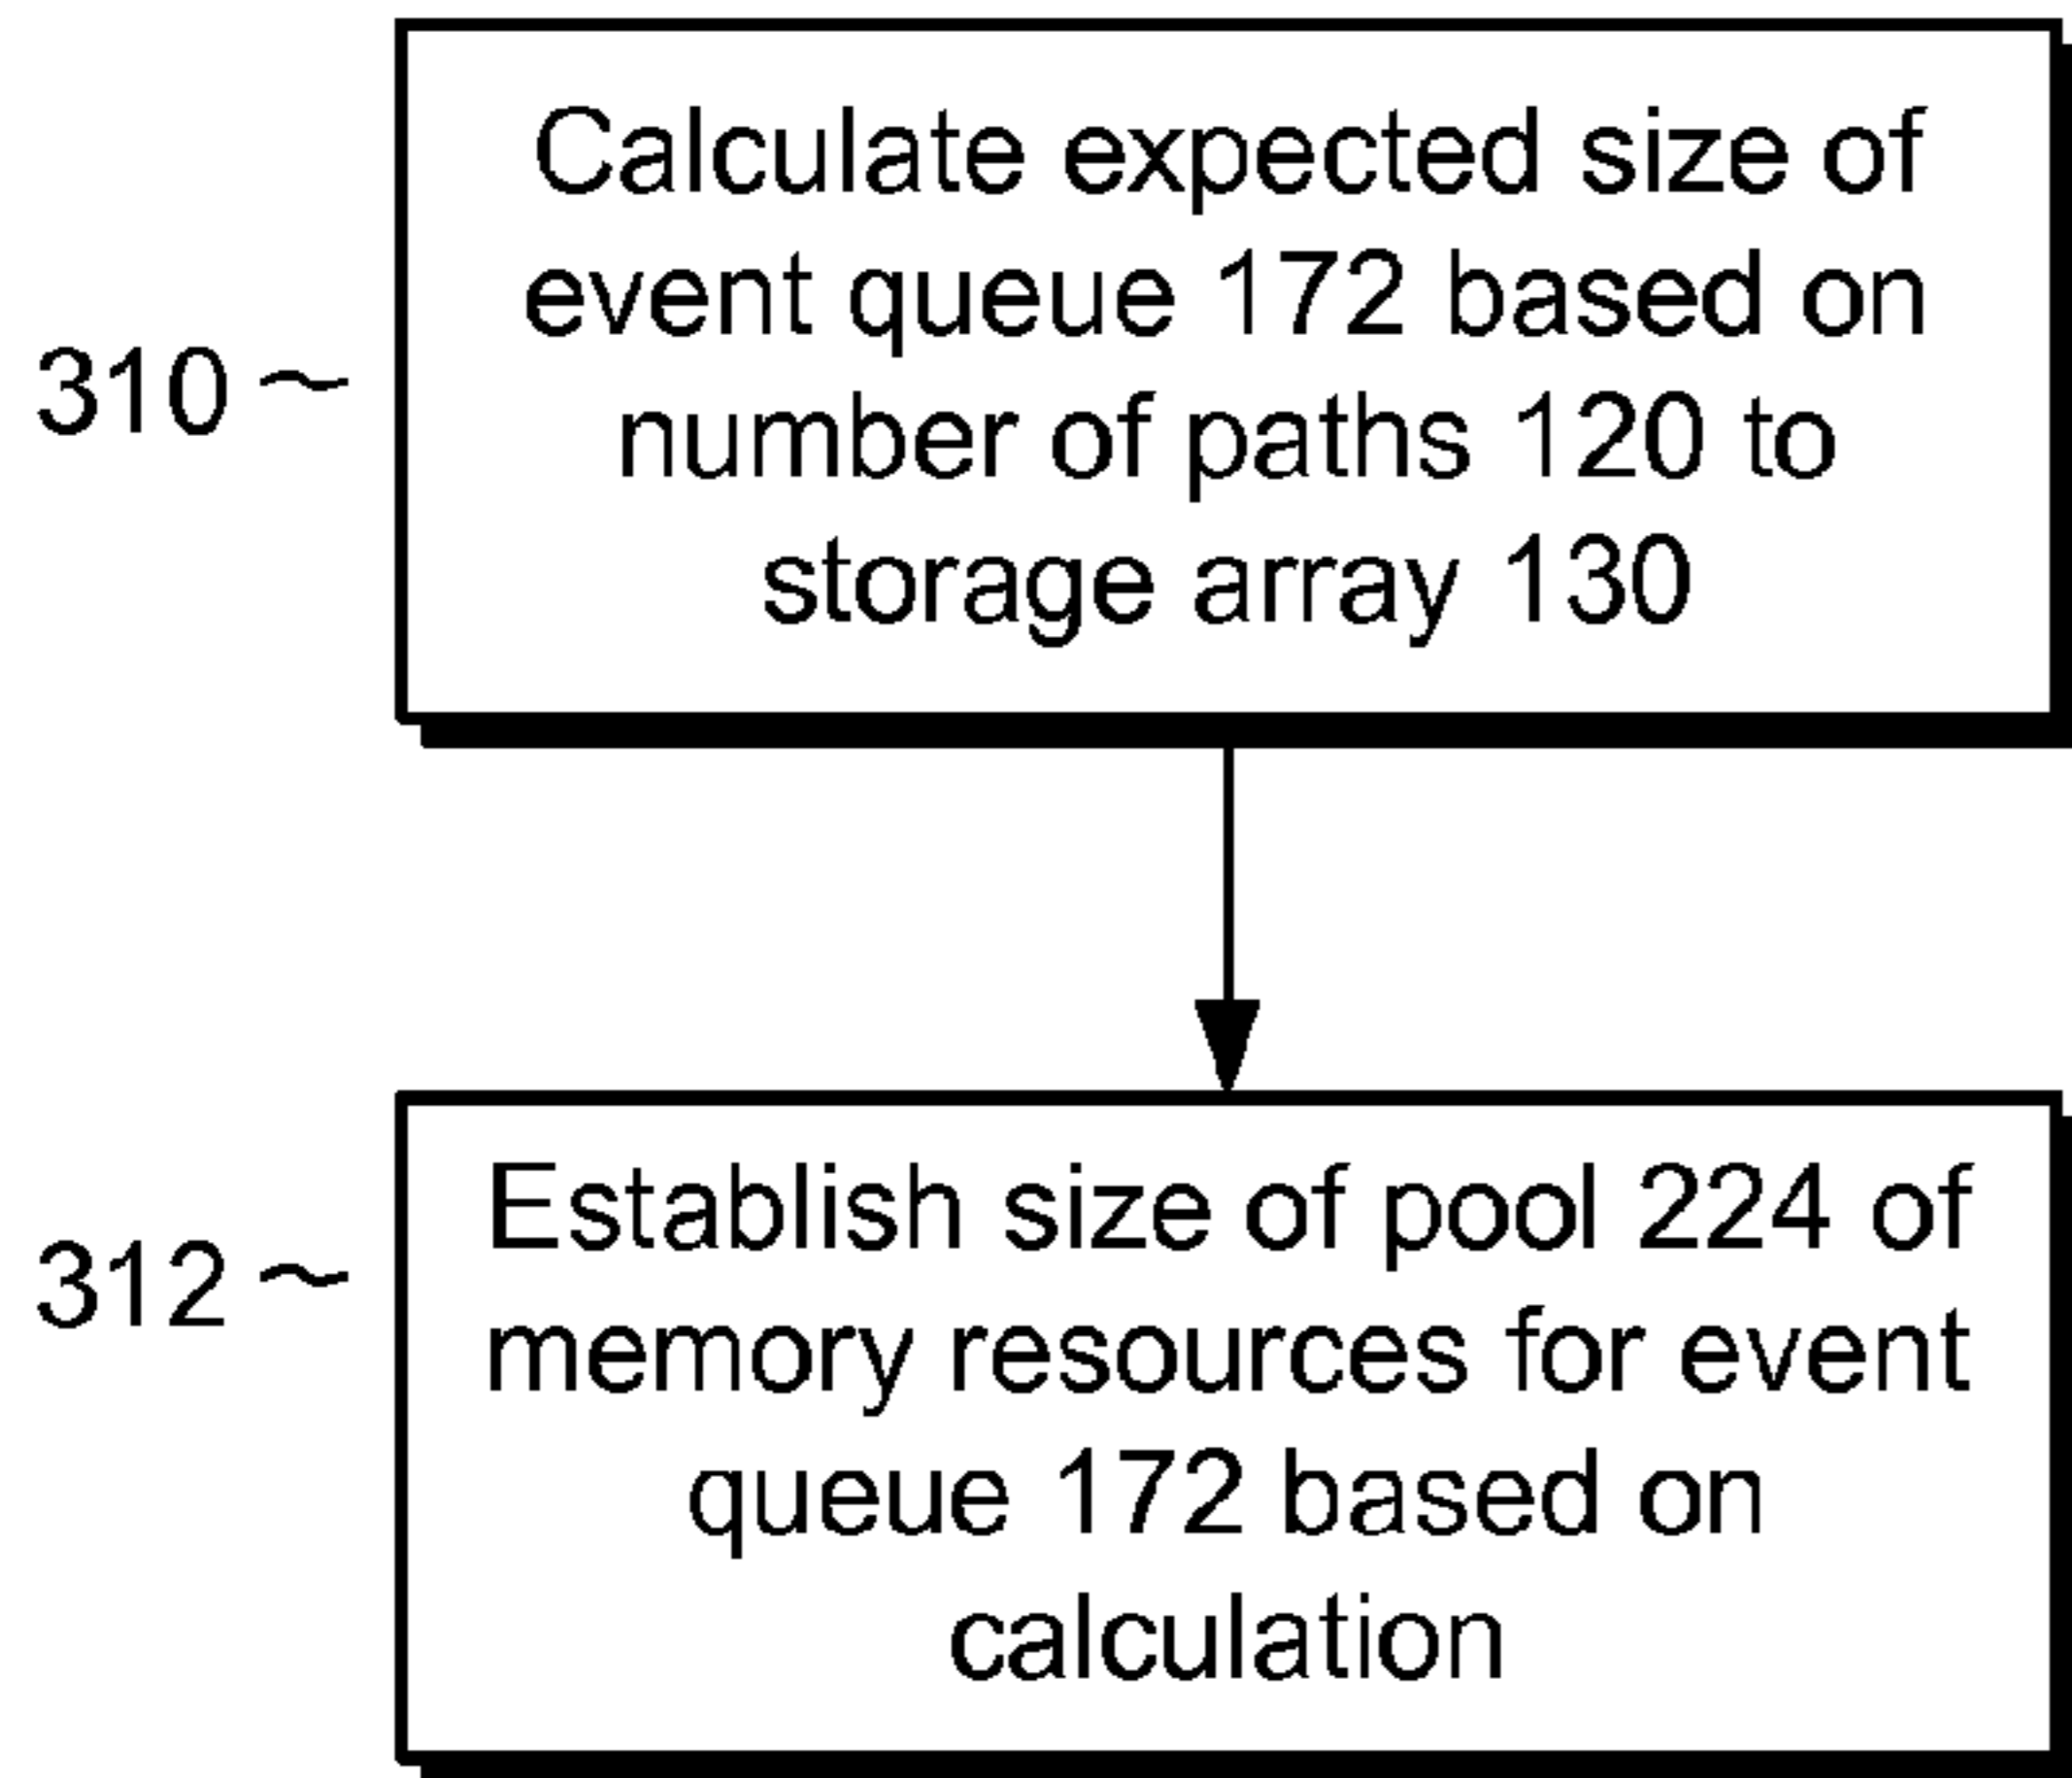 Calculate expected size of
event queue 172 based on
number of paths 120 to
storage array 130
310 ~
Establish size of pool 224 of
memory resources for event
queue 172 based on
calculation
312 ~